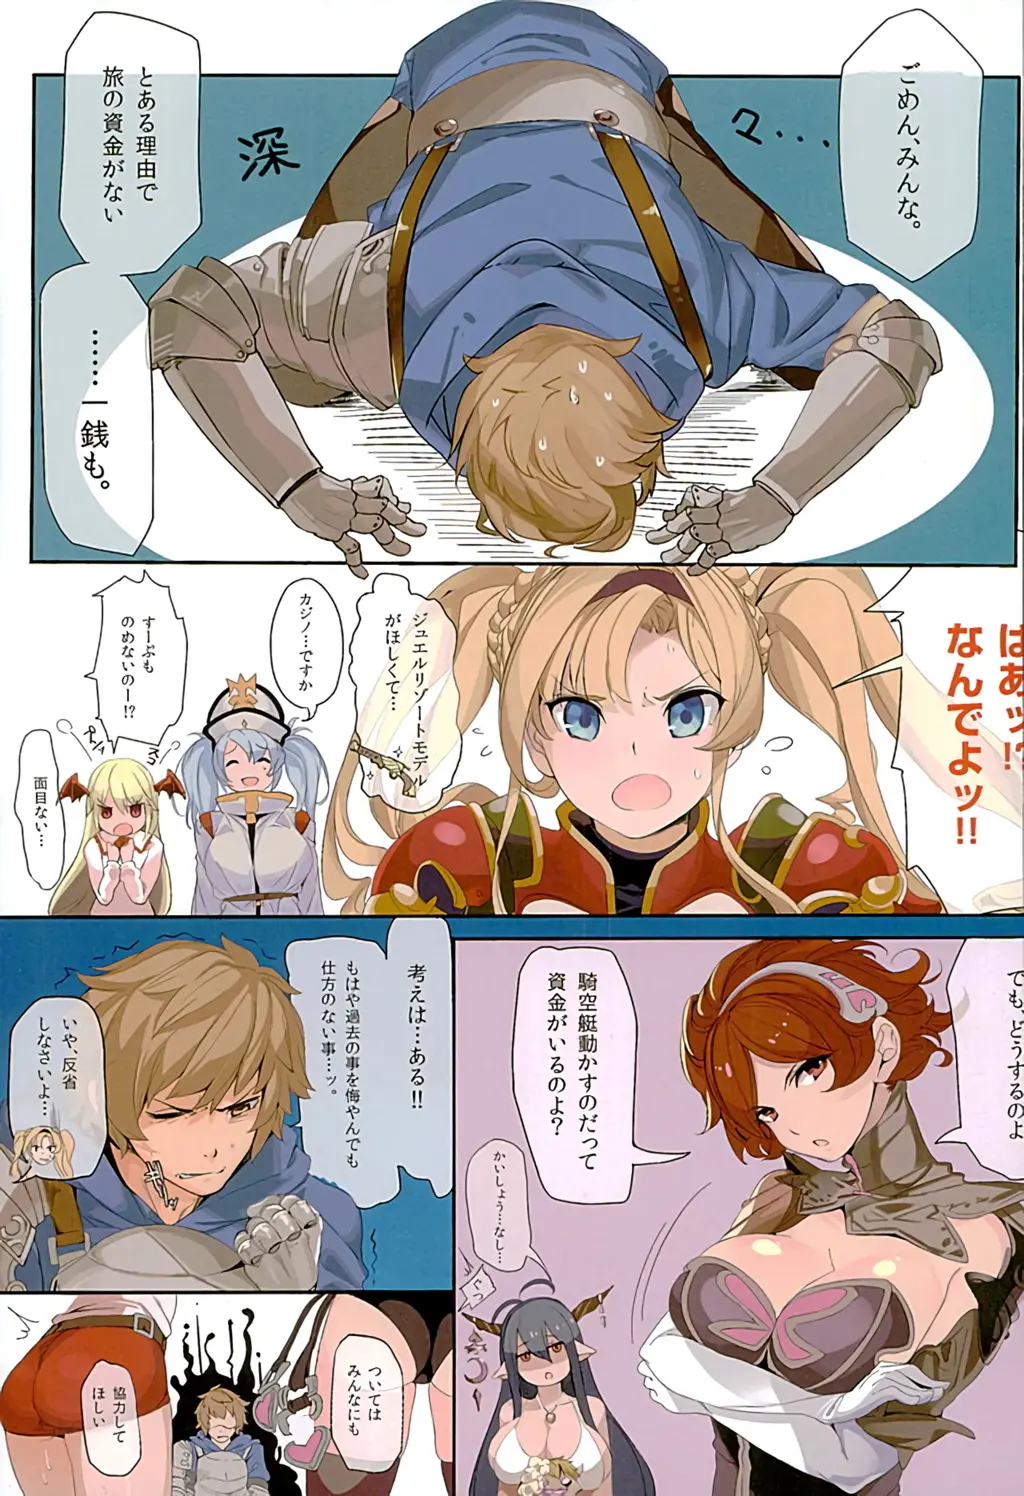 ごめん、みんな。
深
々...
とある理由で
旅の資金がない
……一銭も。
はあッ!?
なんでよッ!!
ジュエルリゾートモデル
がほしくて…
カジノ…ですか
すーぷも
のめないのー!?
面目ない…
でも、どうするのよ
騎空艇動かすのだって
資金がいるのよ?
かいしょう…なし…
考えは…ある!!
もはや過去の事を悔やんでも
仕方のない事…ッ。
いや、反省
しなさいよ…
ついては
みんなにも
協力して
ほしい